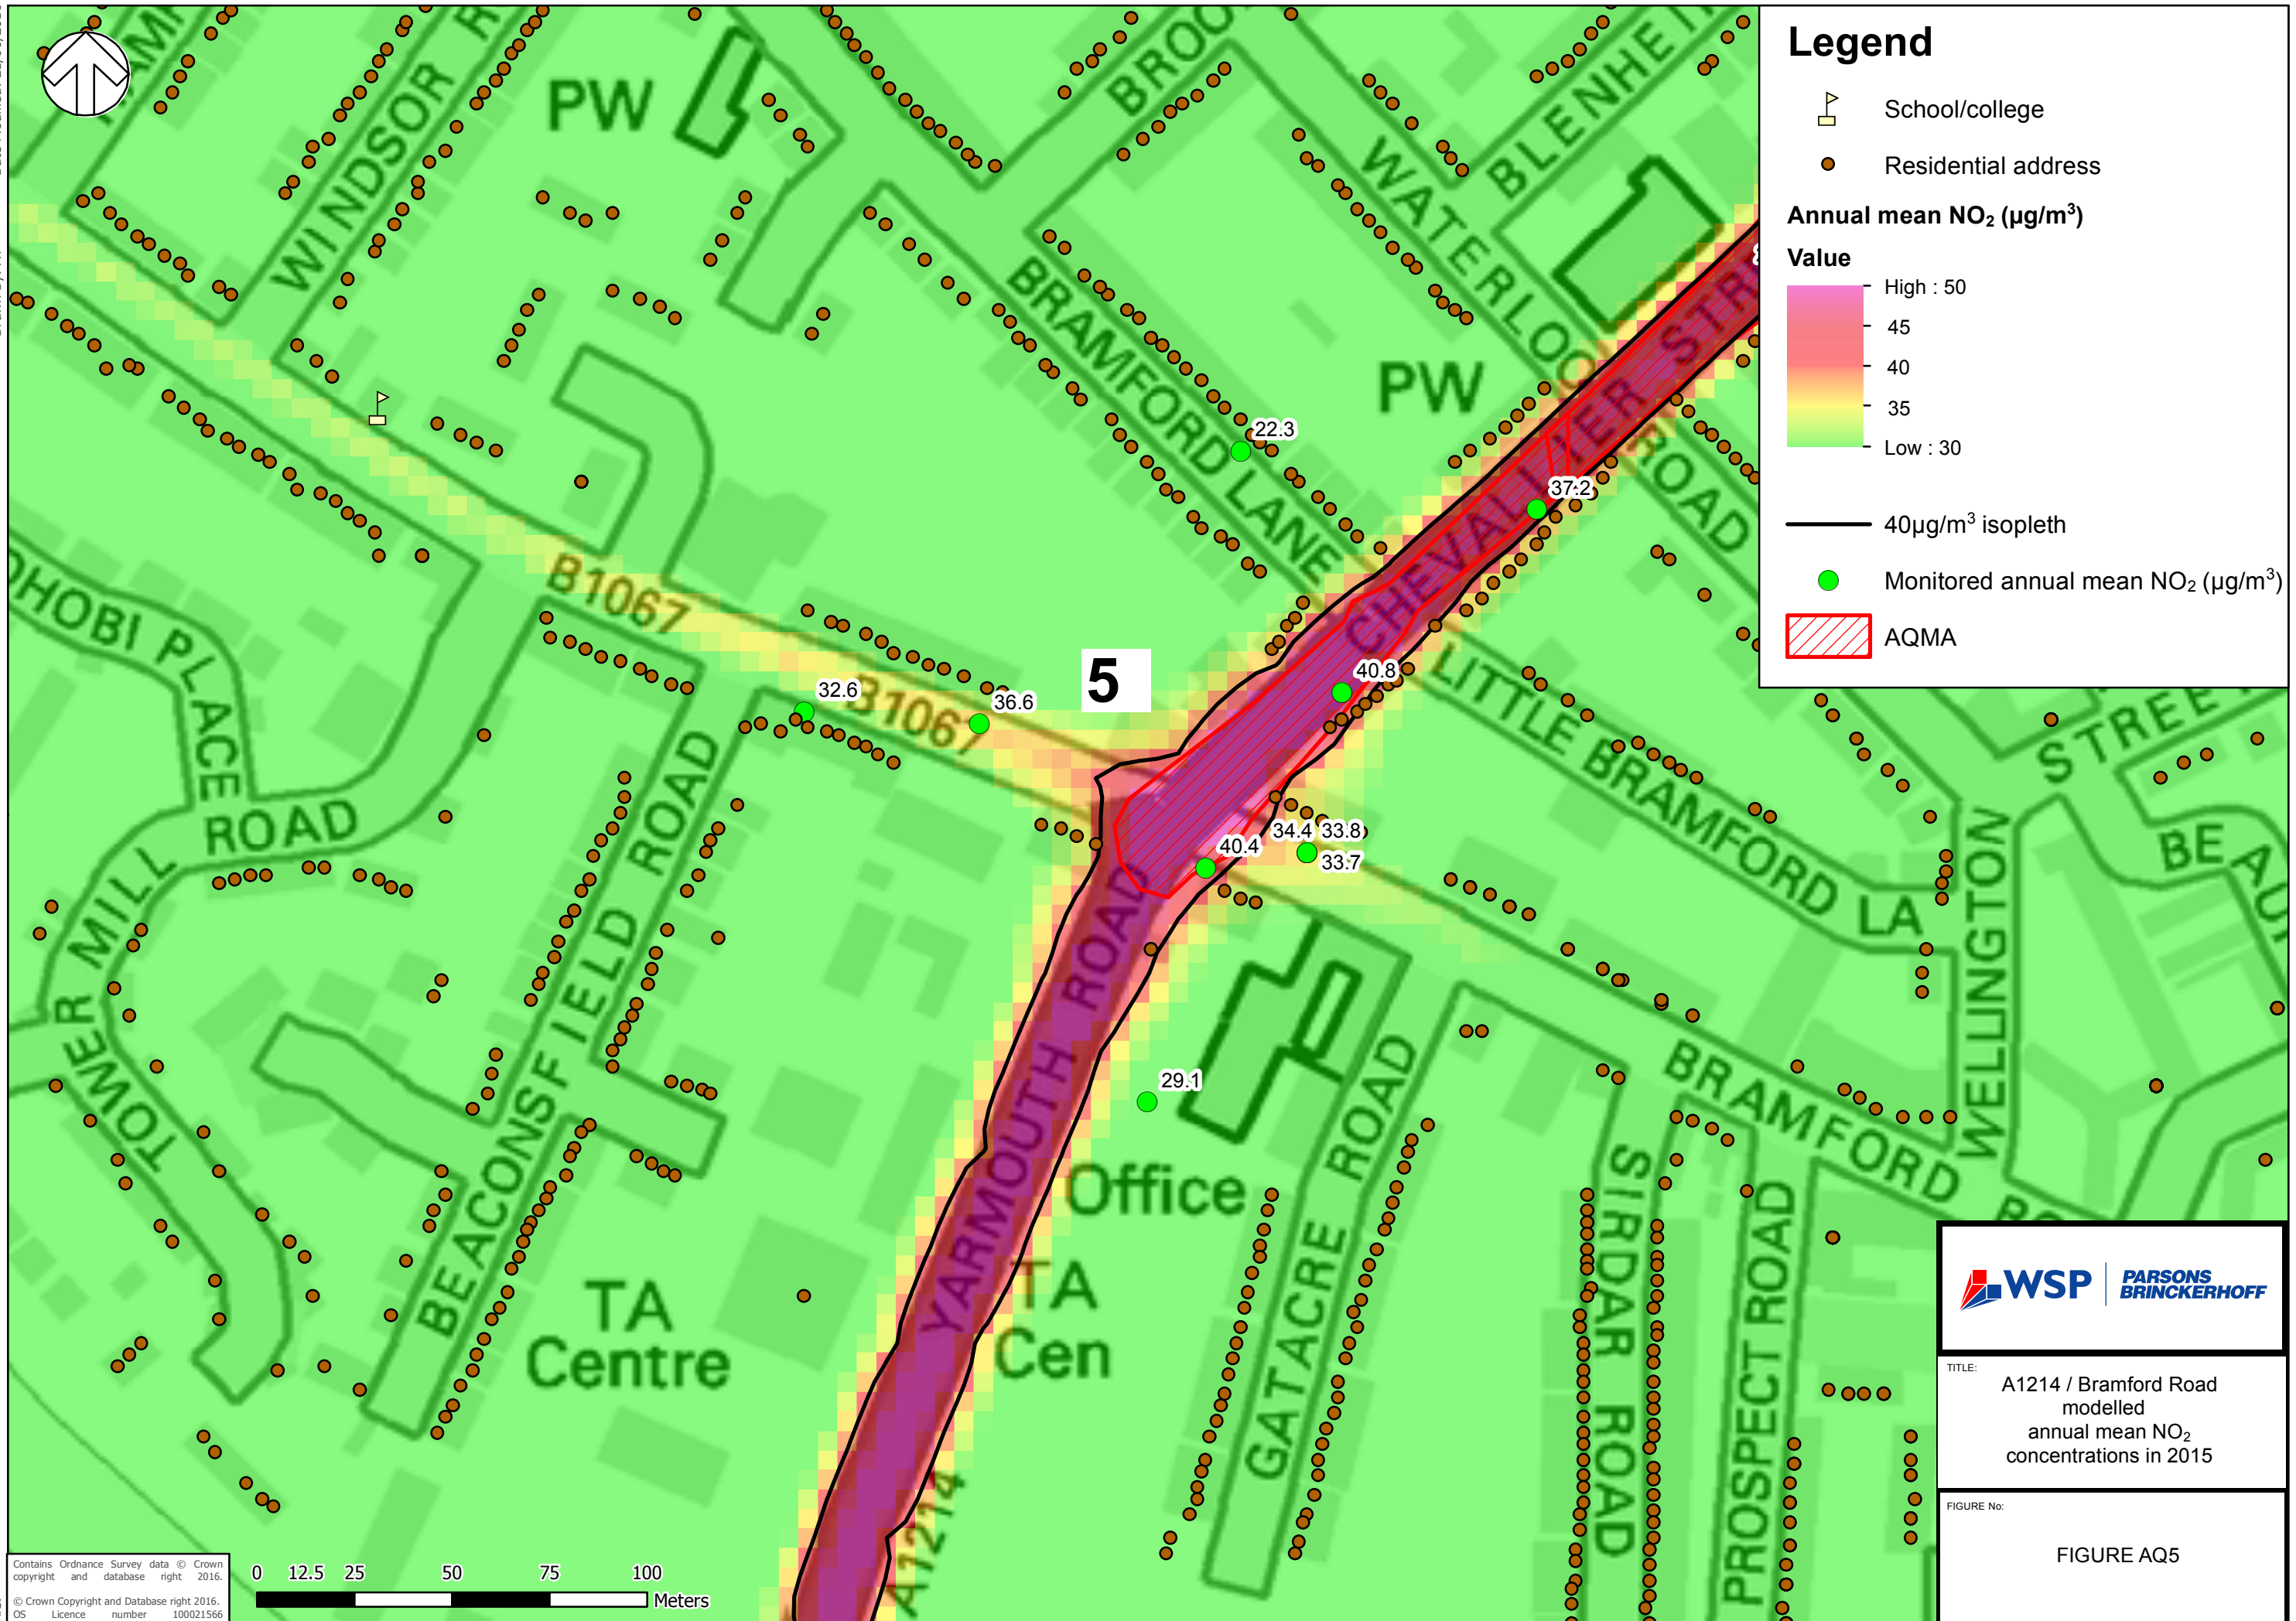 WINDSOR R
PW
BROO
BLENHEI
WATERLOO ROAD
BRAMFORD LANE
PW
CHEVALLIER STR
22.3
37.2
B1067
DHOBI PLACE
5
32.6
B1067
36.6
40.8
LITTLE BRAMFORD LA
STREE
BEAU
40.4
34.4
33.8
33.7
WELLINGTON
TOWER MILL ROAD
BEACONSFIELD ROAD
YARMOUTH ROAD
29.1
Office
GATACRE ROAD
BRAMFORD RO
SIRDAR ROAD
PROSPECT ROAD
TA
Centre
TA
Cen
A1214
Legend
School/college
Residential address
Annual mean NO2 (µg/m3)
Value
High : 50
45
40
35
Low : 30
40µg/m3 isopleth
Monitored annual mean NO2 (µg/m3)
AQMA
WSP
PARSONS
BRINCKERHOFF
TITLE:
A1214 / Bramford Road
modelled
annual mean NO2
concentrations in 2015
FIGURE No:
FIGURE AQ5
Contains Ordnance Survey data © Crown
copyright and database right 2016.
© Crown Copyright and Database right 2016.
OS Licence number 100021566
0 12.5 25 50 75 100
Meters